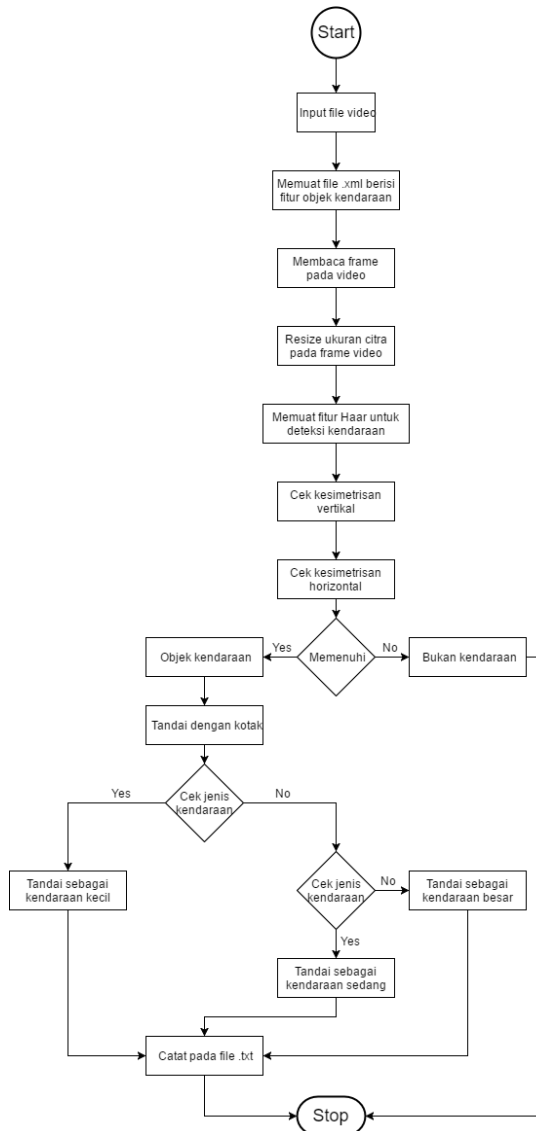 Start
Input file video
Memuat file .xml berisi
fitur objek kendaraan
Membaca frame
pada video
Resize ukuran citra
pada frame video
Memuat fitur Haar untuk
deteksi kendaraan
Cek kesimetrisan
vertikal
Cek kesimetrisan
horizontal
Objek kendaraan
Yes
Memenuhi
No
Bukan kendaraan
Tandai dengan kotak
Yes
Cek jenis
kendaraan
No
Tandai sebagai
kendaraan kecil
Cek jenis
kendaraan
No
Tandai sebagai
kendaraan besar
Yes
Tandai sebagai
kendaraan sedang
Catat pada file .txt
Stop